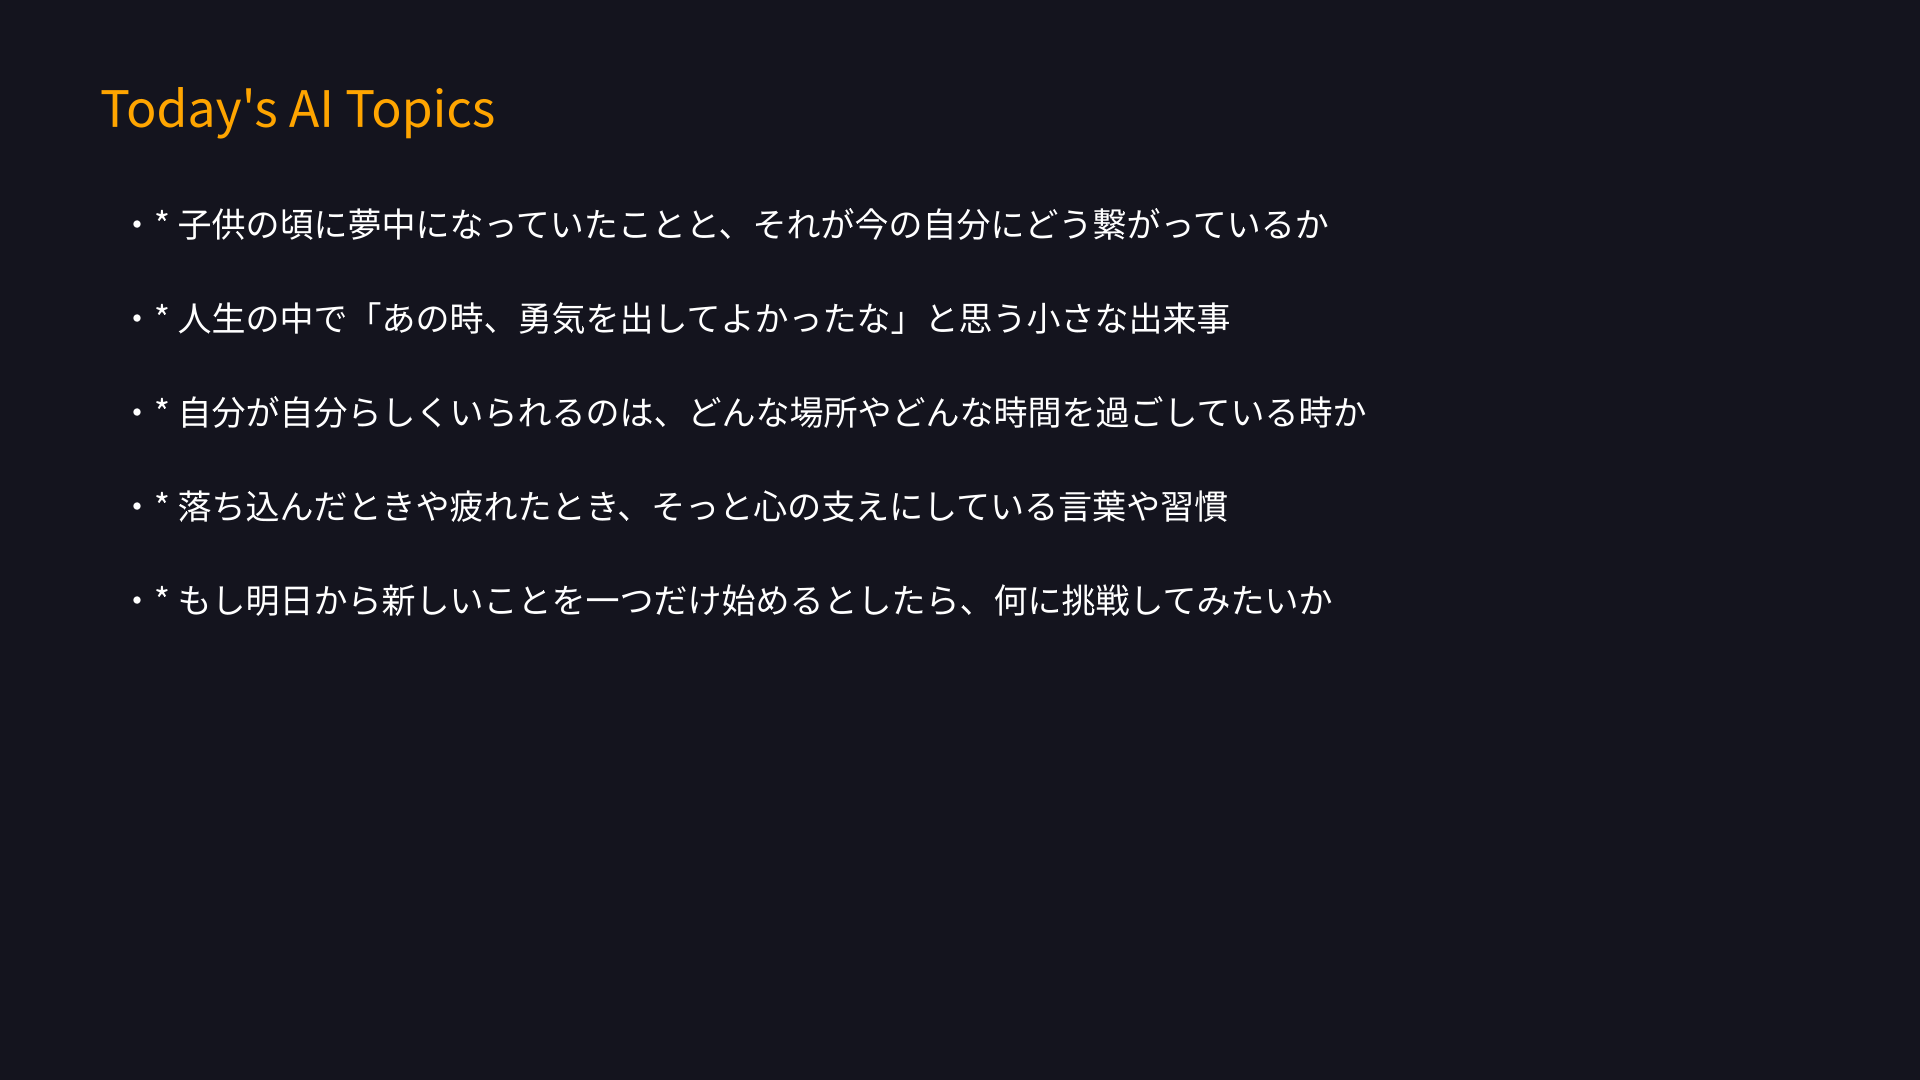 Today's AI Topics
・* 子供の頃に夢中になっていたことと、それが今の自分にどう繋がっているか
・* 人生の中で「あの時、勇気を出してよかったな」と思う小さな出来事
・* 自分が自分らしくいられるのは、どんな場所やどんな時間を過ごしている時か
・* 落ち込んだときや疲れたとき、そっと心の支えにしている言葉や習慣
・* もし明日から新しいことを一つだけ始めるとしたら、何に挑戦してみたいか